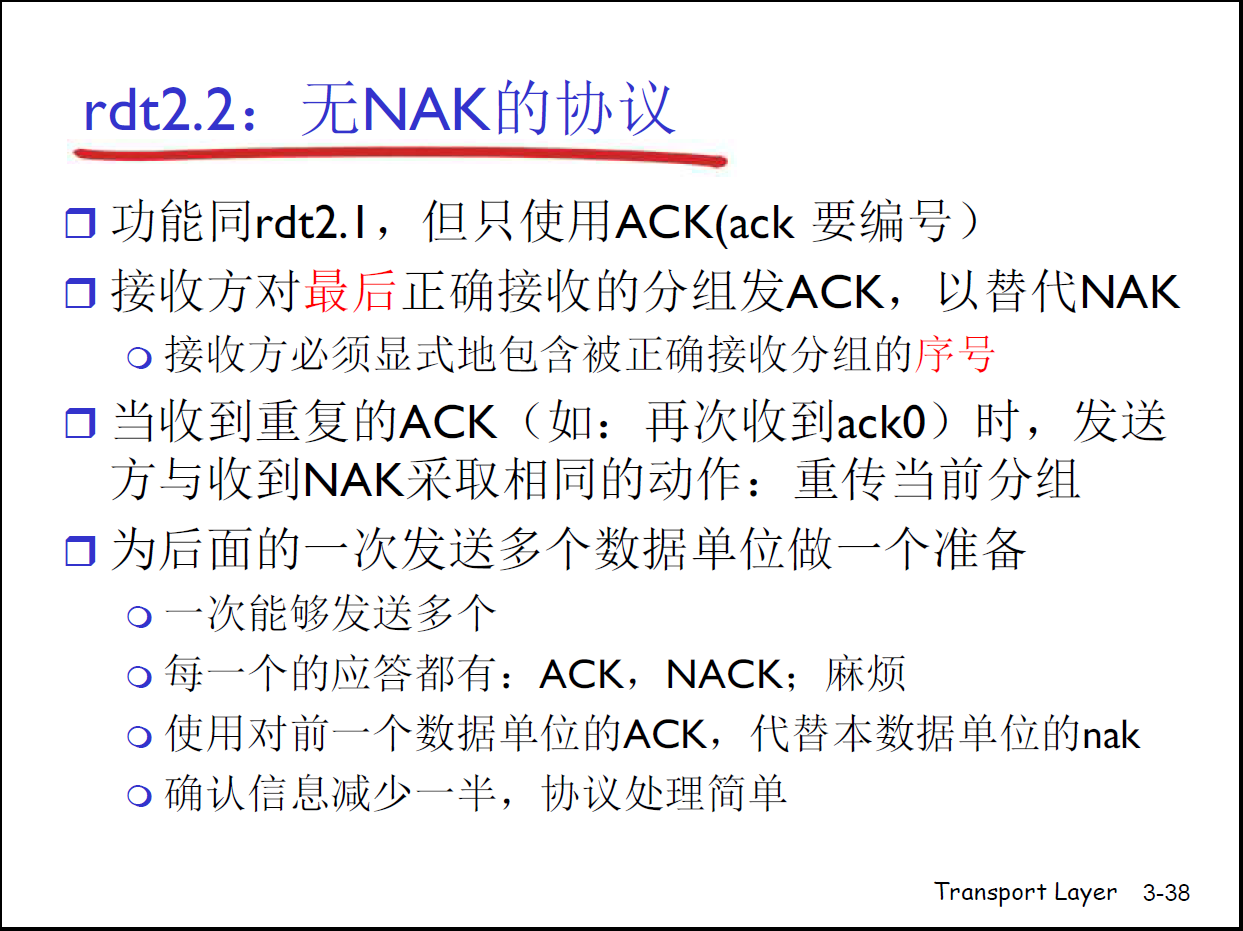 rdt2.2：无NAK的协议
功能同rdt2.1，但只使用ACK(ack 要编号）
接收方对最后正确接收的分组发ACK，以替代NAK
接收方必须显式地包含被正确接收分组的序号
当收到重复的ACK（如：再次收到ack0）时，发送
方与收到NAK采取相同的动作：重传当前分组
为后面的一次发送多个数据单位做一个准备
一次能够发送多个
每一个的应答都有：ACK，NACK；麻烦
使用对前一个数据单位的ACK，代替本数据单位的nak
确认信息减少一半，协议处理简单
Transport Layer 3-38